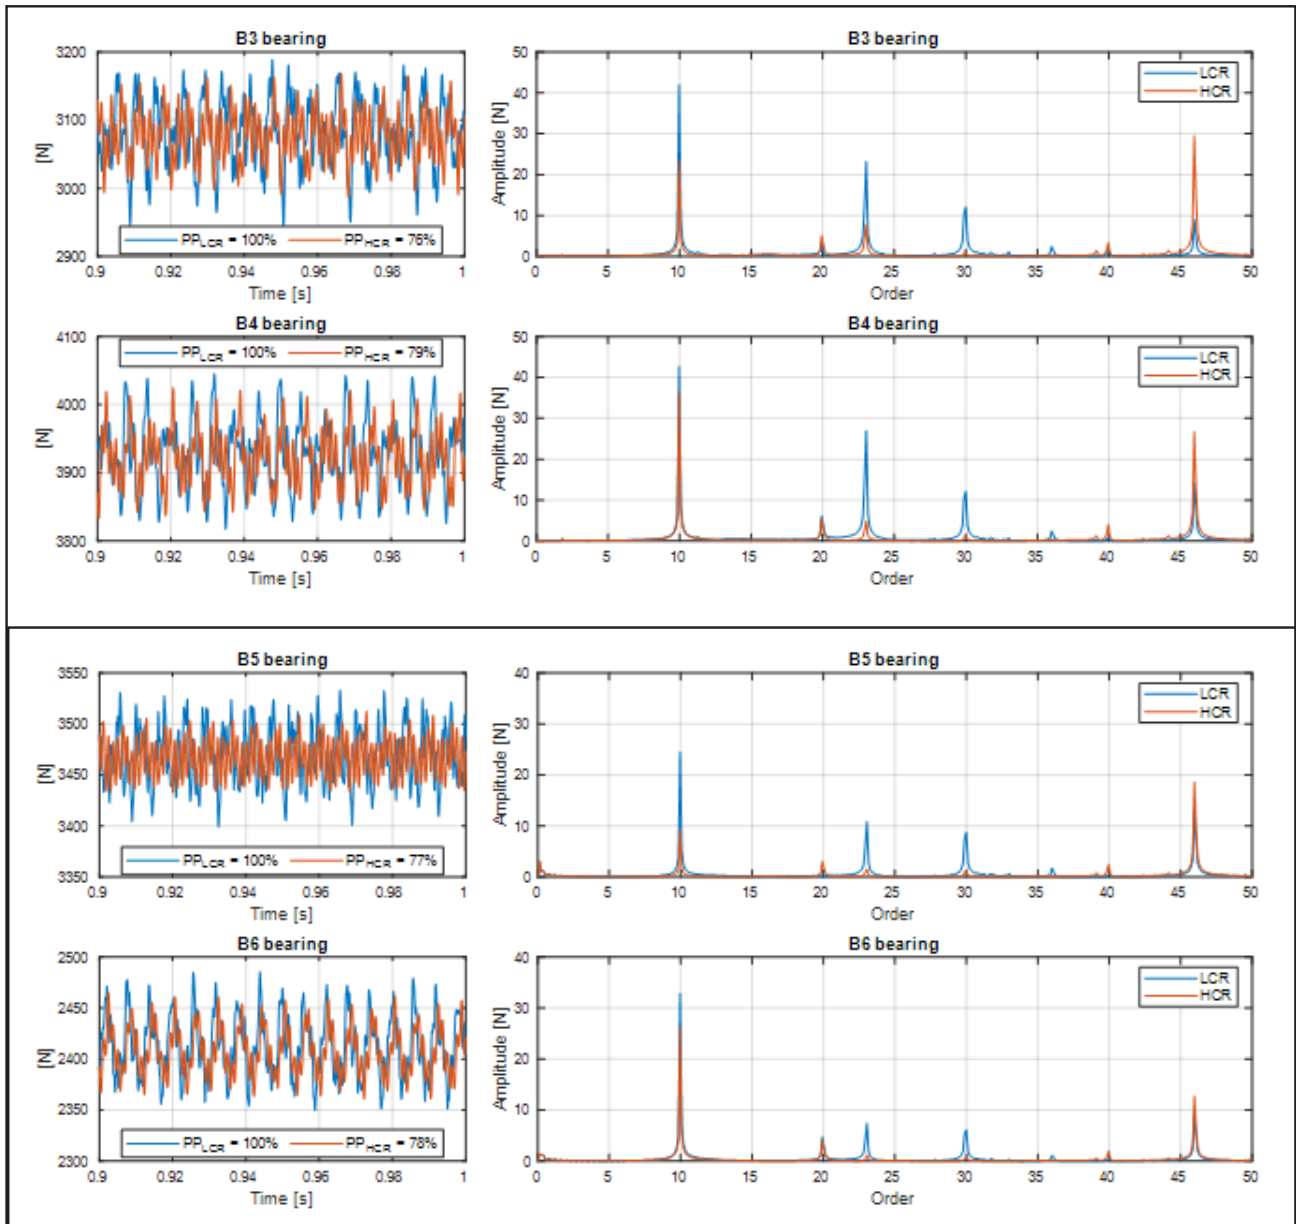 B3 bearing
3200
3100
3000
2900
[N]
PP_LCR = 100% PP_HCR = 76%
0.9 0.92 0.94 0.96 0.98 1
Time [s]
B3 bearing
50
40
30
20
10
0
Amplitude [N]
LCR
HCR
0 5 10 15 20 25 30 35 40 45 50
Order
B4 bearing
4100
4000
3900
3800
[N]
PP_LCR = 100% PP_HCR = 79%
0.9 0.92 0.94 0.96 0.98 1
Time [s]
B4 bearing
50
40
30
20
10
0
Amplitude [N]
LCR
HCR
0 5 10 15 20 25 30 35 40 45 50
Order
B5 bearing
3550
3500
3450
3400
3350
[N]
PP_LCR = 100% PP_HCR = 77%
0.9 0.92 0.94 0.96 0.98 1
Time [s]
B5 bearing
40
30
20
10
0
Amplitude [N]
LCR
HCR
0 5 10 15 20 25 30 35 40 45 50
Order
B6 bearing
2500
2450
2400
2350
2300
[N]
PP_LCR = 100% PP_HCR = 78%
0.9 0.92 0.94 0.96 0.98 1
Time [s]
B6 bearing
40
30
20
10
0
Amplitude [N]
LCR
HCR
0 5 10 15 20 25 30 35 40 45 50
Order